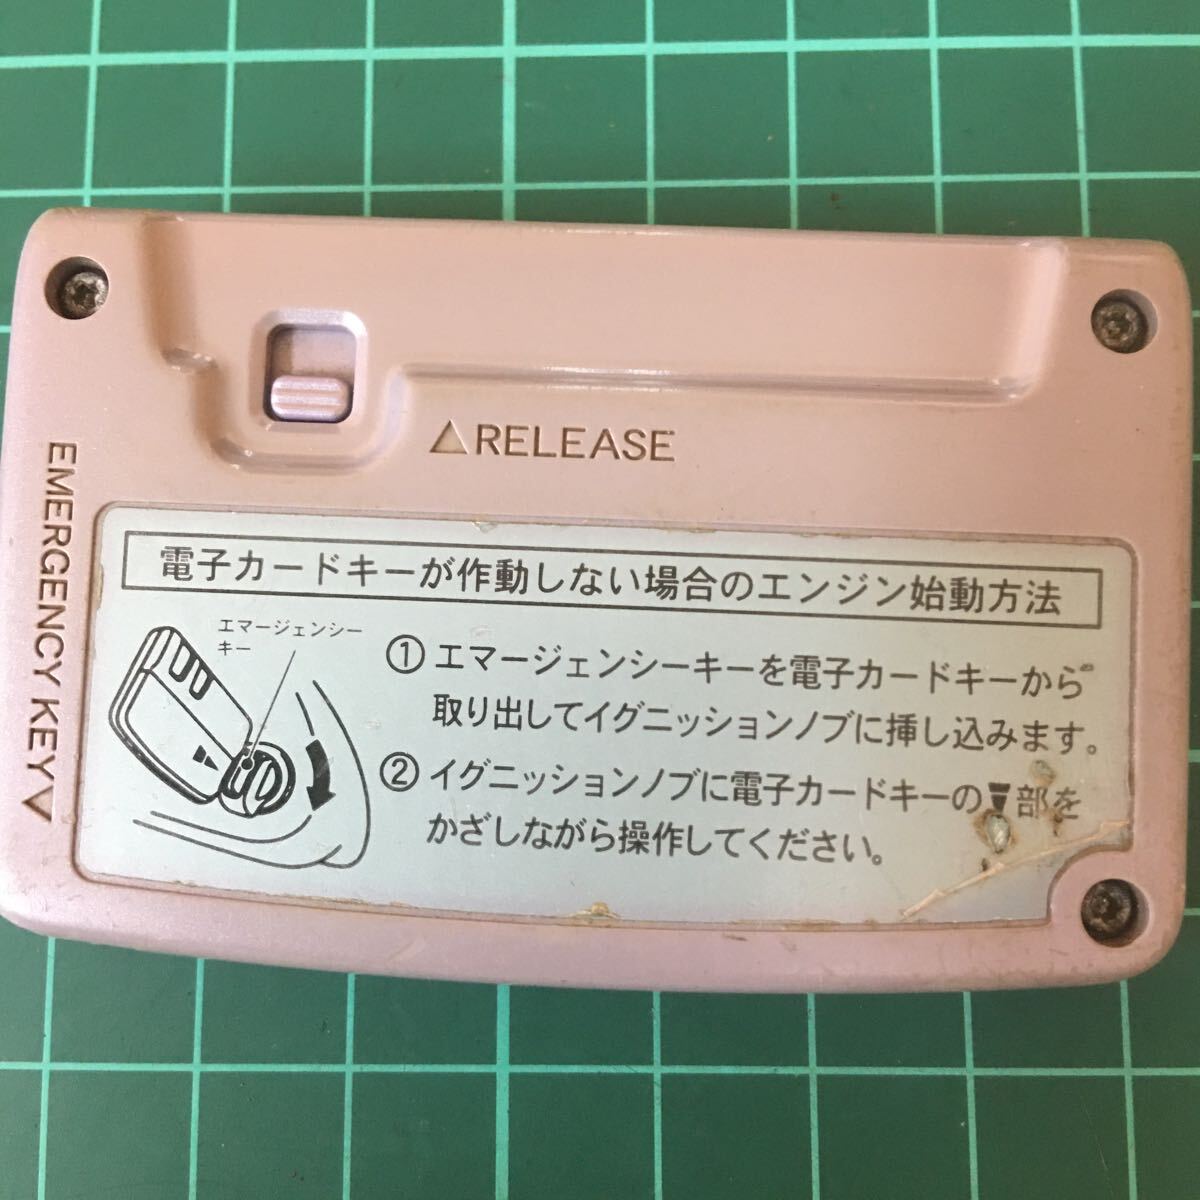 △RELEASE
EMERGENCY KEY▽
電子カードキーが作動しない場合のエンジン始動方法
エマージェンシー
キー
①エマージェンシーキーを電子カードキーから
取り出してイグニッションノブに挿し込みます。
②イグニッションノブに電子カードキーの▼部を
かざしながら操作してください。